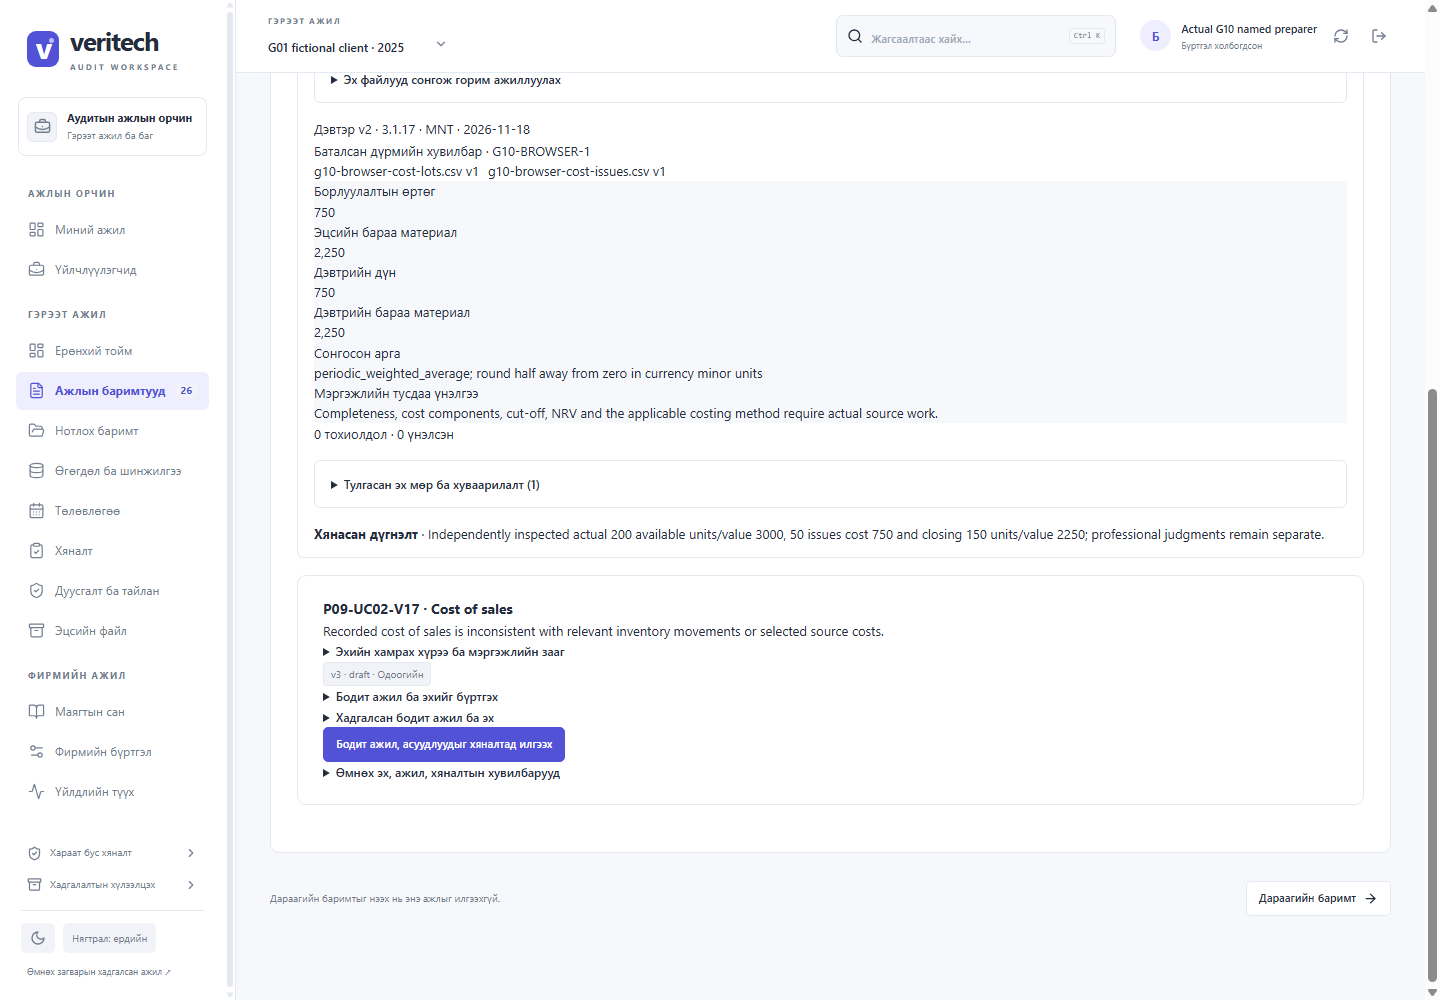 veritech
AUDIT WORKSPACE
Аудитын ажлын орчин
Гэрээт ажил ба баг
АЖЛЫН ОРЧИН
Миний ажил
Үйлчлүүлэгчид
ГЭРЭЭТ АЖИЛ
Ерөнхий тойм
Ажлын баримтууд 26
Нотлох баримт
Өгөгдөл ба шинжилгээ
Төлөвлөгөө
Хяналт
Дуусгалт ба тайлан
Эцсийн файл
ФИРМИЙН АЖИЛ
Маягтын сан
Фирмийн бүртгэл
Үйлдлийн түүх
Хараат бус хяналт
Хадгалалтын хүлээлцэх
Нягтрал: ердийн
Өмнөх загварын хадгалсан ажил ↗
ГЭРЭЭТ АЖИЛ
G01 fictional client · 2025
Жагсаалтаас хайх...
Ctrl K
Б
Actual G10 named preparer
Бүртгэл холбогдсон
Эх файлууд сонгож горим ажиллуулах
Дэвтэр v2 · 3.1.17 · MNT · 2026-11-18
Баталсан дүрмийн хувилбар · G10-BROWSER-1
g10-browser-cost-lots.csv v1 g10-browser-cost-issues.csv v1
Борлуулалтын өртөг
750
Эцсийн бараа материал
2,250
Дэвтрийн дүн
750
Дэвтрийн бараа материал
2,250
Сонгосон арга
periodic_weighted_average; round half away from zero in currency minor units
Мэргэжлийн тусдаа үнэлгээ
Completeness, cost components, cut-off, NRV and the applicable costing method require actual source work.
0 тохиолдол · 0 үнэлсэн
Тулгасан эх мөр ба хуваарилалт (1)
Хянасан дүгнэлт · Independently inspected actual 200 available units/value 3000, 50 issues cost 750 and closing 150 units/value 2250; professional judgments remain separate.
P09-UC02-V17 · Cost of sales
Recorded cost of sales is inconsistent with relevant inventory movements or selected source costs.
Эхийн хамрах хүрээ ба мэргэжлийн зааг
v3 · draft · Одоогийн
Бодит ажил ба эхийг бүртгэх
Хадгалсан бодит ажил ба эх
Бодит ажил, асуудлуудыг хяналтад илгээх
Өмнөх эх, ажил, хяналтын хувилбарууд
Дараагийн баримтыг нээх нь энэ ажлыг илгээхгүй.
Дараагийн баримт →